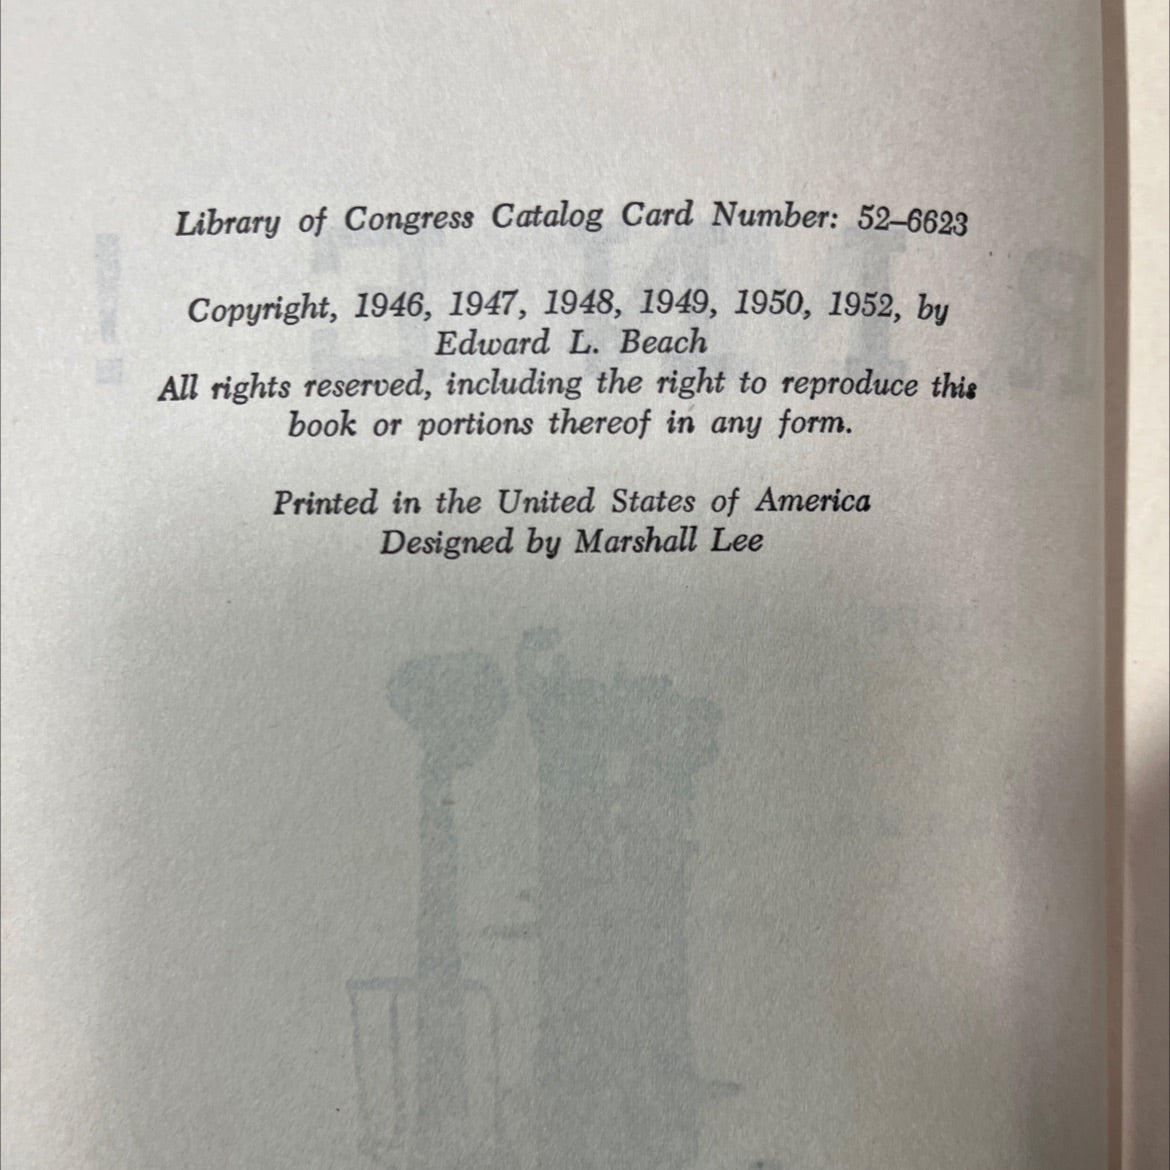 Library of Congress Catalog Card Number: 52–6623
Copyright, 1946, 1947, 1948, 1949, 1950, 1952, by
Edward L. Beach
All rights reserved, including the right to reproduce this
book or portions thereof in any form.
Printed in the United States of America
Designed by Marshall Lee